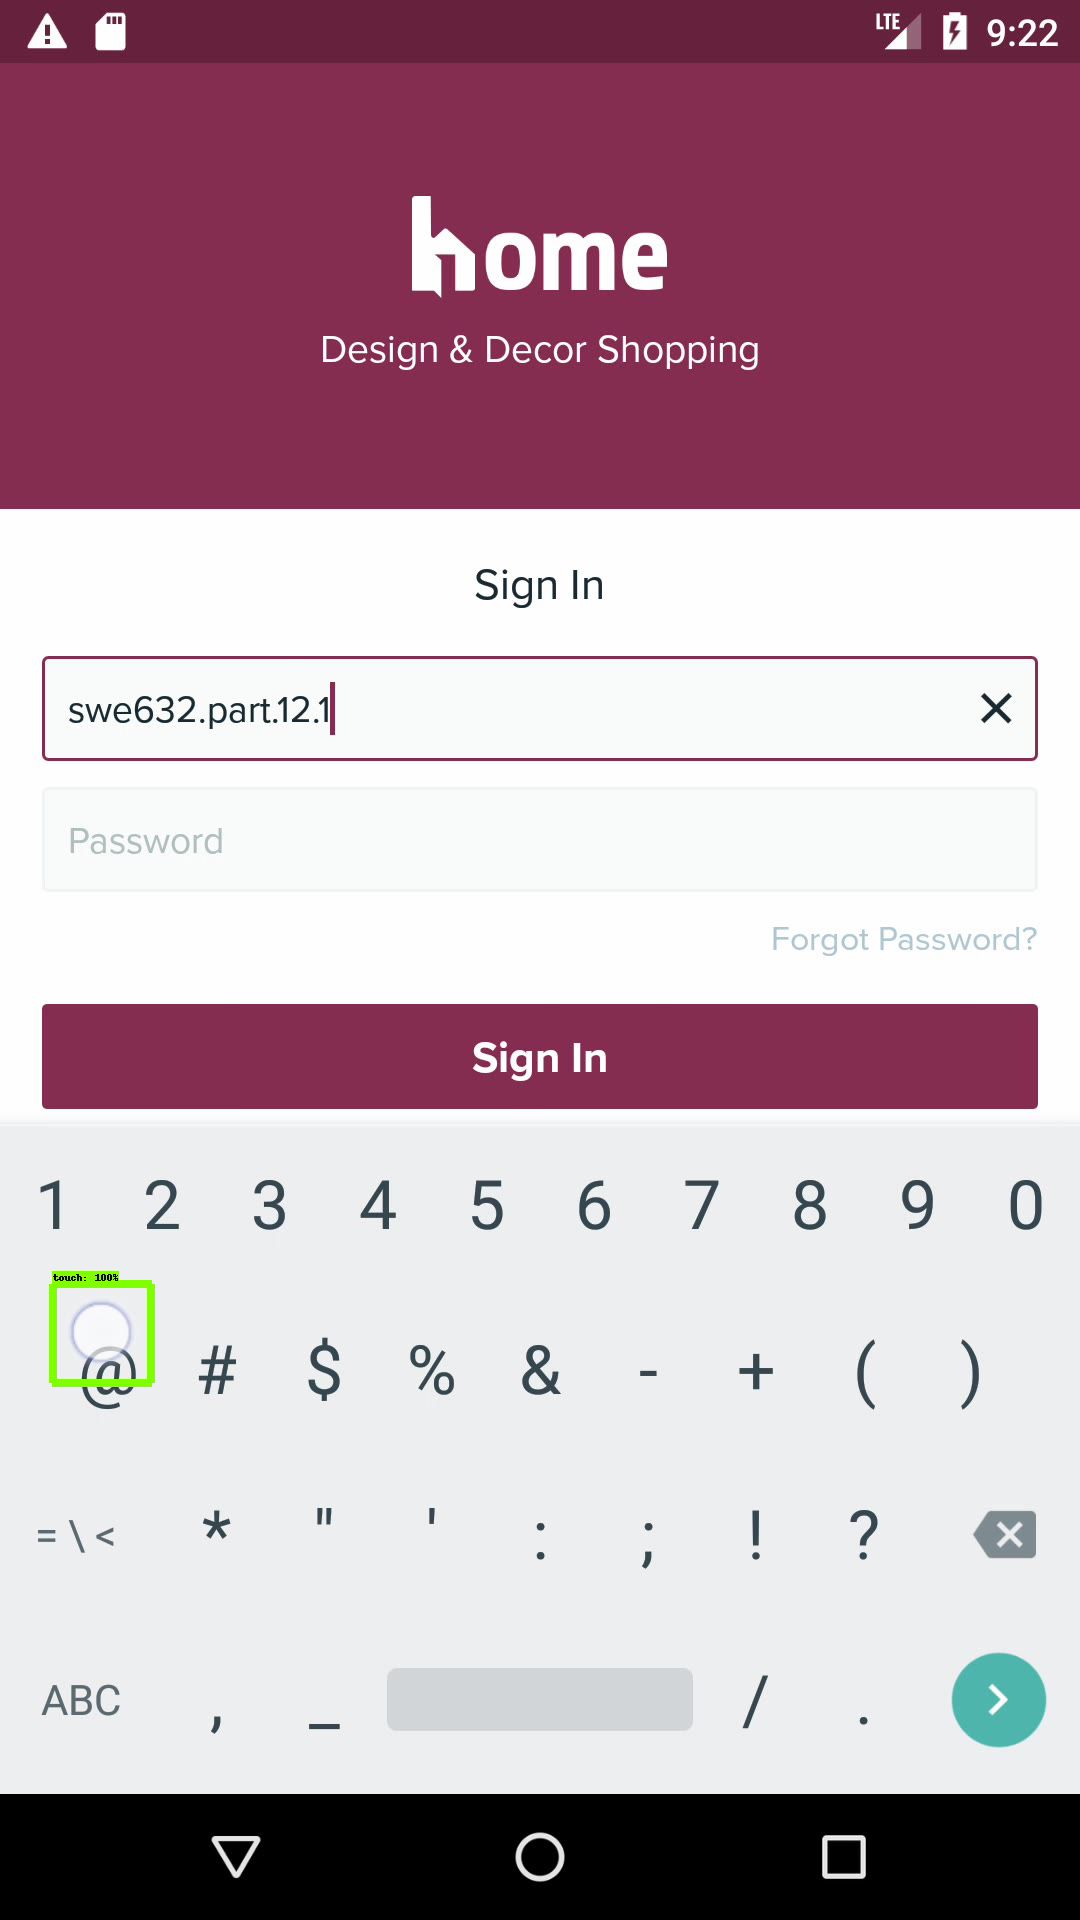 LTE 9:22
home
Design & Decor Shopping
Sign In
swe632.part.12.1
Password
Forgot Password?
Sign In
1 2 3 4 5 6 7 8 9 0
touch: 100%
@ # $ % & - + ( )
= \ < * " ' : ; ! ?
ABC , _ / .